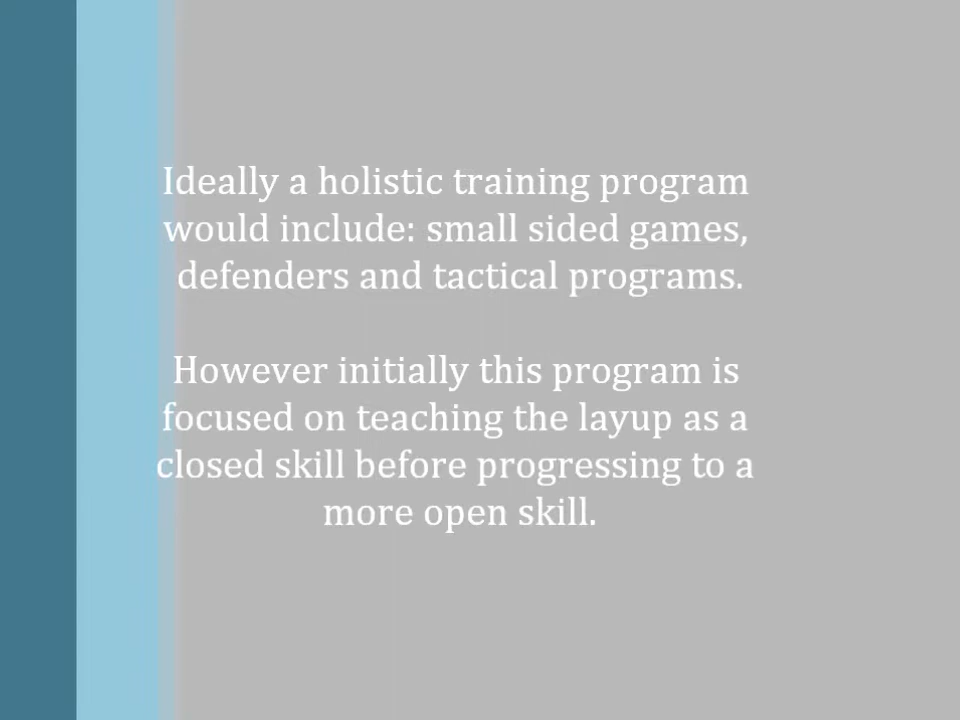 Ideally a holistic training program
would include: small sided games,
defenders and tactical programs.
However initially this program is
focused on teaching the layup as a
closed skill before progressing to a
more open skill.